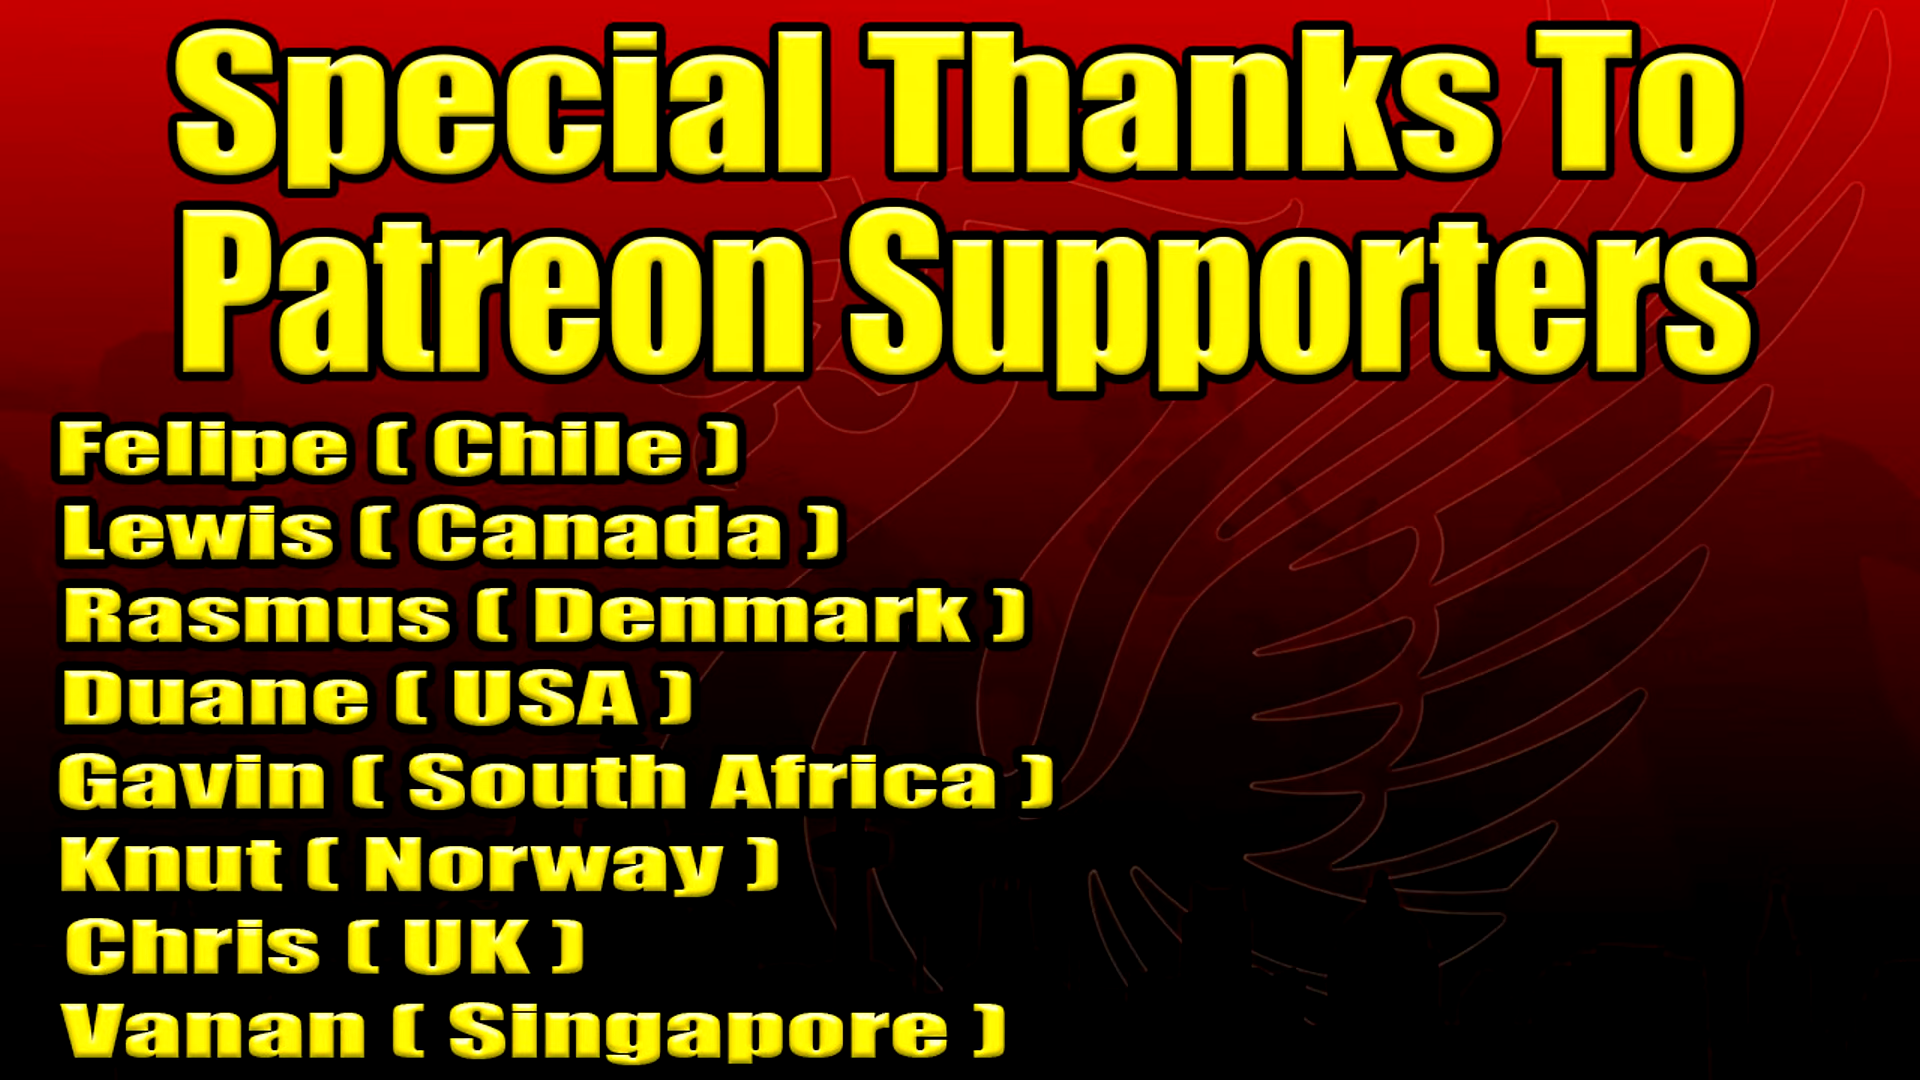 Special Thanks To
Patreon Supporters
Felipe ( Chile )
Lewis ( Canada )
Rasmus ( Denmark )
Duane ( USA )
Gavin ( South Africa )
Knut ( Norway )
Chris ( UK )
Vanan ( Singapore )